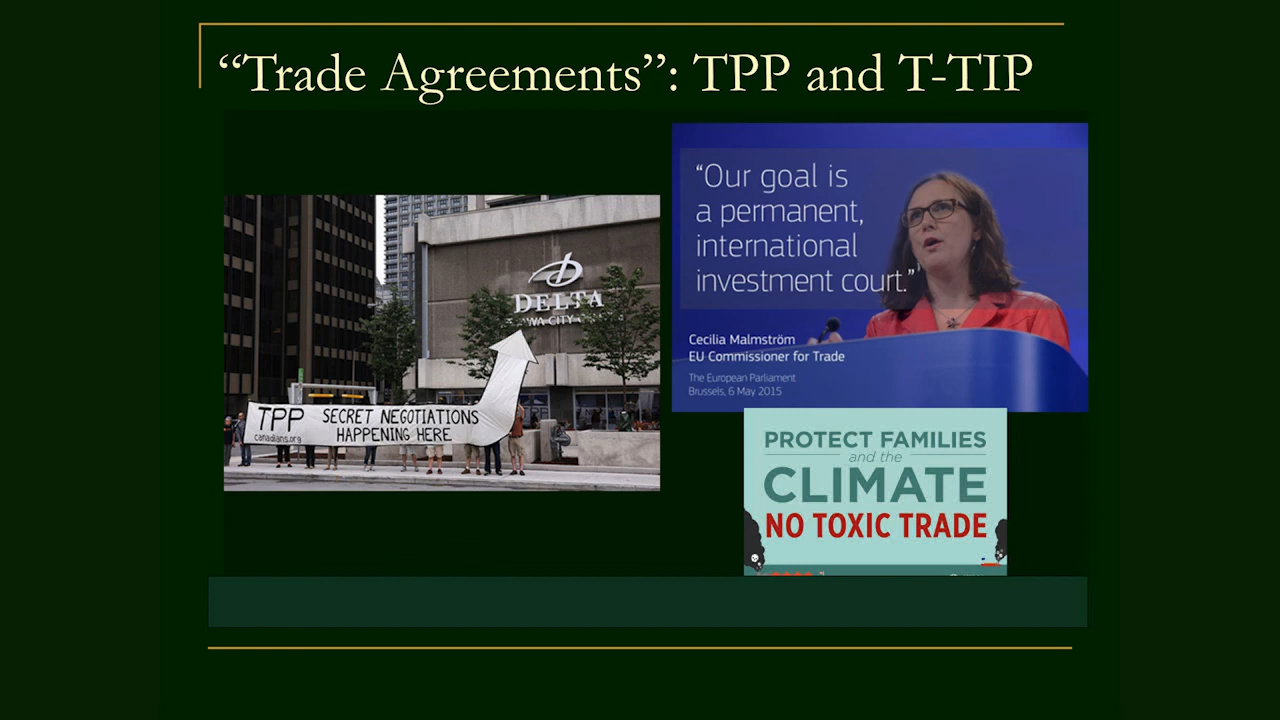 “Trade Agreements”: TPP and T-TIP
“Our goal is
a permanent,
international
investment court.”
Cecilia Malmström
EU Commissioner for Trade
The European Parliament
Brussels, 6 May 2015
DELTA
WA CITY
TPP SECRET NEGOTIATIONS
canadians.org HAPPENING HERE
PROTECT FAMILIES
and the
CLIMATE
NO TOXIC TRADE